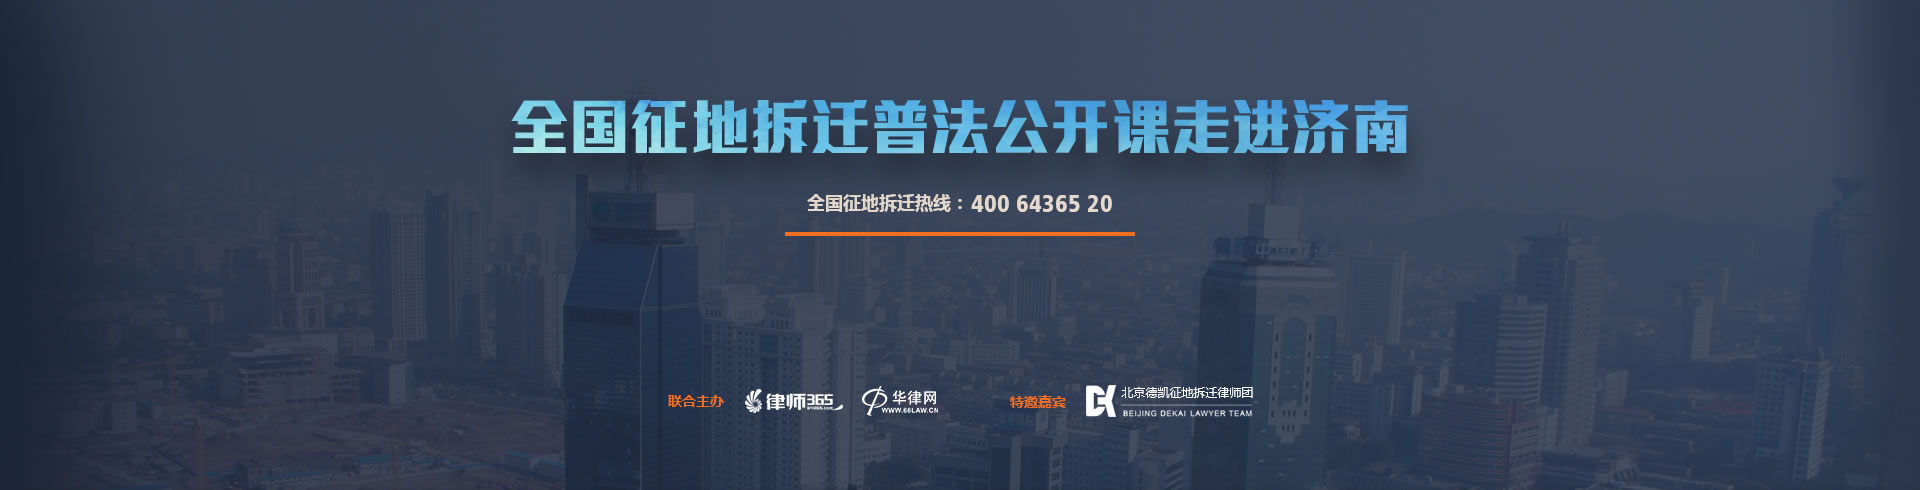 全国征地拆迁普法公开课走进济南
全国征地拆迁热线：400 64365 20
联合主办 律师365 华律网 特邀嘉宾 北京德凯征地拆迁律师团
WWW.66LAW.CN BEIJING DEKAI LAWYER TEAM